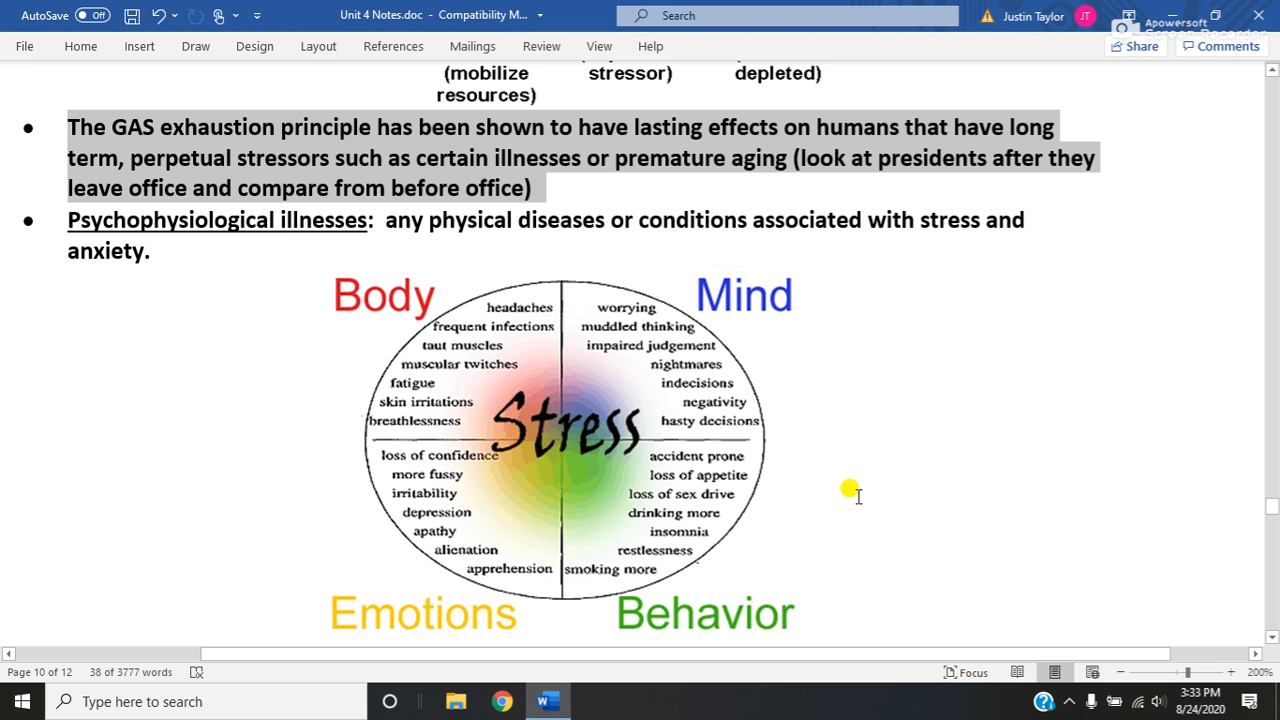 AutoSave Off
Unit 4 Notes.doc - Compatibility M...
Search
Justin Taylor JT
Apowersoft
Screen Recorder
File Home Insert Draw Design Layout References Mailings Review View Help Share Comments
(mobilize stressor) depleted)
resources)
• The GAS exhaustion principle has been shown to have lasting effects on humans that have long
term, perpetual stressors such as certain illnesses or premature aging (look at presidents after they
leave office and compare from before office)
• Psychophysiological illnesses: any physical diseases or conditions associated with stress and
anxiety.
Body
headaches
frequent infections
taut muscles
muscular twitches
fatigue
skin irritations
breathlessness
Mind
worrying
muddled thinking
impaired judgement
nightmares
indecisions
negativity
hasty decisions
Stress
loss of confidence
more fussy
irritability
depression
apathy
alienation
apprehension
Emotions
accident prone
loss of appetite
loss of sex drive
drinking more
insomnia
restlessness
smoking more
Behavior
Page 10 of 12 38 of 3777 words Focus 200%
Type here to search
3:33 PM
8/24/2020